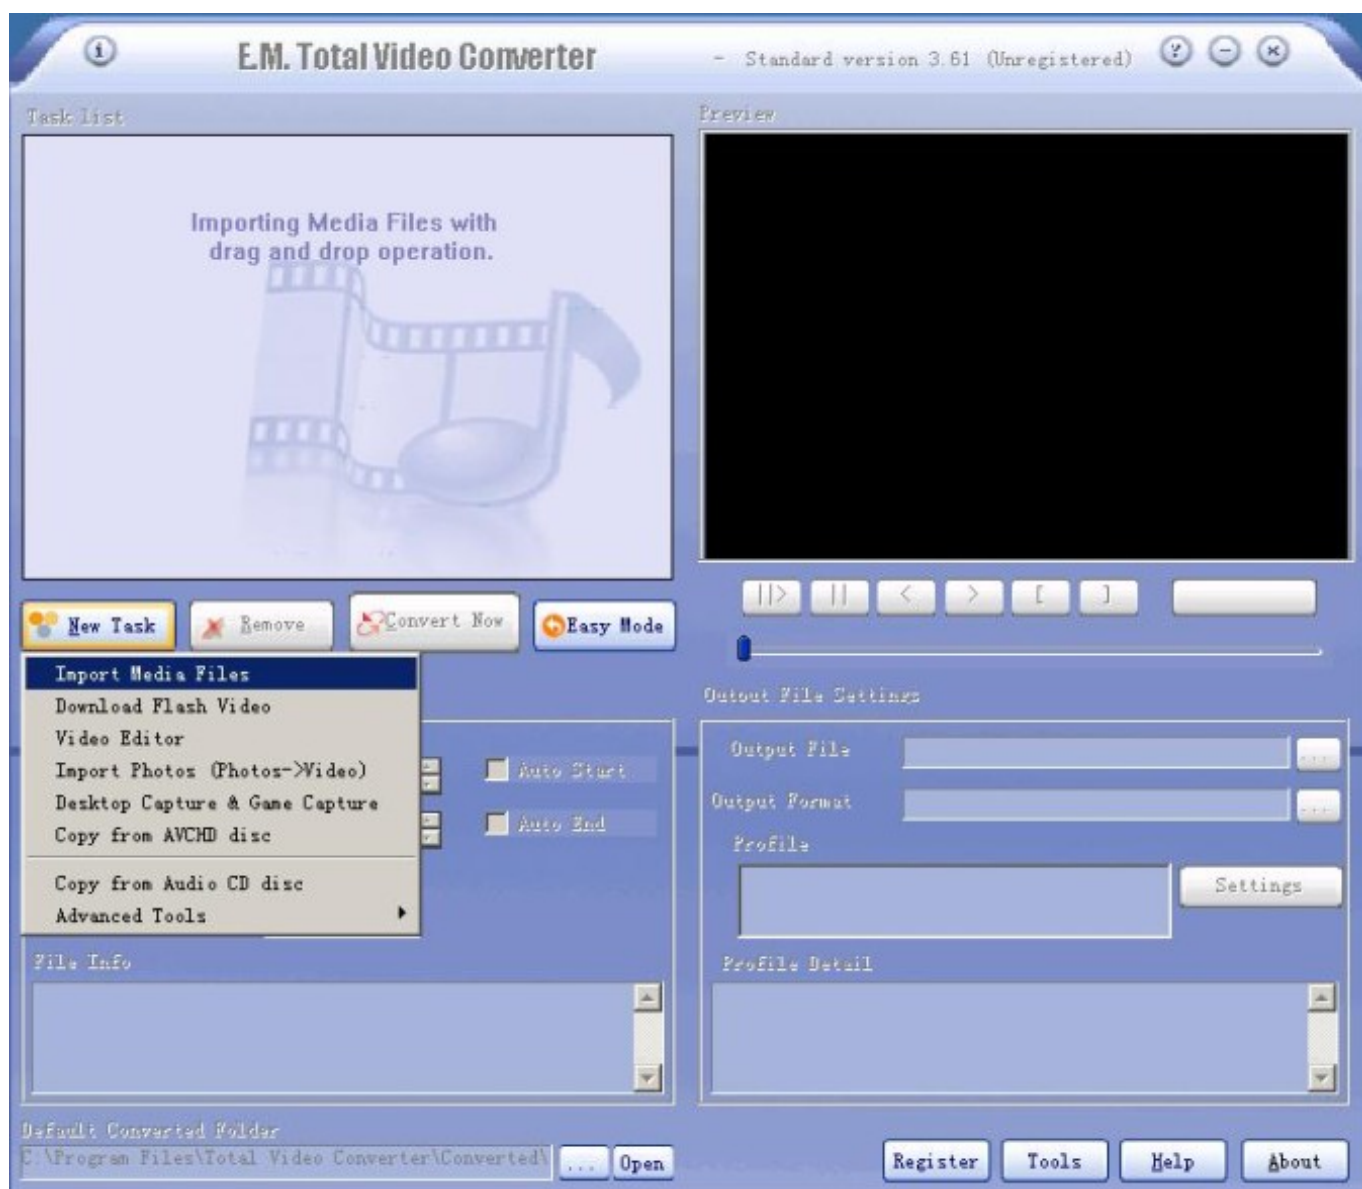 E.M. Total Video Converter - Standard version 3.61 (Unregistered)
Task list
Preview
Importing Media Files with
drag and drop operation.
||> || < > [ ]
New Task Remove Convert Now Easy Mode
Import Media Files
Download Flash Video
Video Editor
Import Photos (Photos->Video)
Desktop Capture & Game Capture
Copy from AVCHD disc
Copy from Audio CD disc
Advanced Tools
Auto Start
Auto End
File Info
Output File Settings
Output File ...
Output Format ...
Profile
Settings
Profile Detail
Default Converted Folder
C:\Program Files\Total Video Converter\Converted\ ... Open
Register Tools Help About